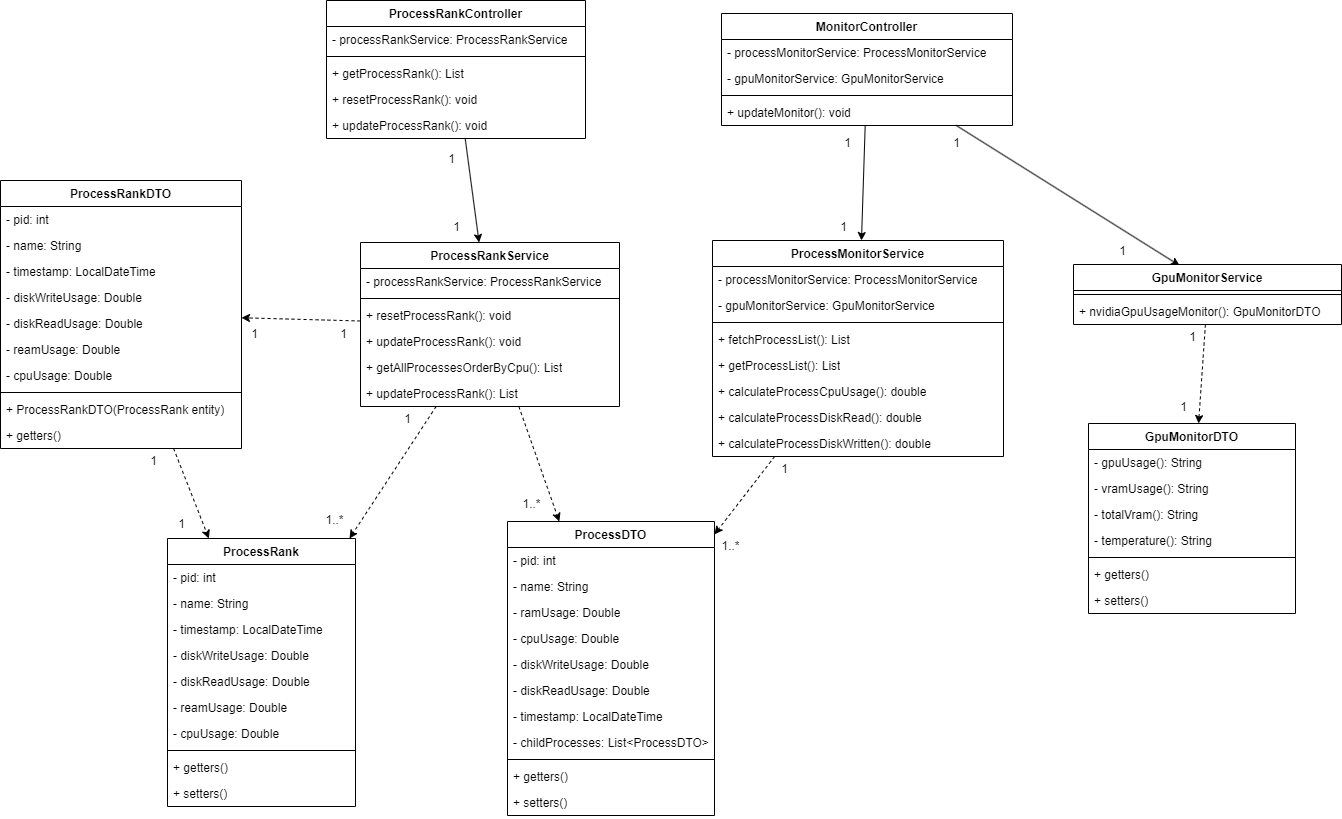 ProcessRankController
- processRankService: ProcessRankService
+ getProcessRank(): List
+ resetProcessRank(): void
+ updateProcessRank(): void
MonitorController
- processMonitorService: ProcessMonitorService
- gpuMonitorService: GpuMonitorService
+ updateMonitor(): void
1
1
1
1
1
1
ProcessRankDTO
- pid: int
- name: String
- timestamp: LocalDateTime
- diskWriteUsage: Double
- diskReadUsage: Double
- reamUsage: Double
- cpuUsage: Double
+ ProcessRankDTO(ProcessRank entity)
+ getters()
ProcessRankService
- processRankService: ProcessRankService
+ resetProcessRank(): void
+ updateProcessRank(): void
+ getAllProcessesOrderByCpu(): List
+ updateProcessRank(): List
1
1
ProcessMonitorService
- processMonitorService: ProcessMonitorService
- gpuMonitorService: GpuMonitorService
+ fetchProcessList(): List
+ getProcessList(): List
+ calculateProcessCpuUsage(): double
+ calculateProcessDiskRead(): double
+ calculateProcessDiskWritten(): double
GpuMonitorService
+ nvidiaGpuUsageMonitor(): GpuMonitorDTO
1
1
1
1
1
1
1..*
1..*
1..*
GpuMonitorDTO
- gpuUsage(): String
- vramUsage(): String
- totalVram(): String
- temperature(): String
+ getters()
+ setters()
ProcessRank
- pid: int
- name: String
- timestamp: LocalDateTime
- diskWriteUsage: Double
- diskReadUsage: Double
- reamUsage: Double
- cpuUsage: Double
+ getters()
+ setters()
ProcessDTO
- pid: int
- name: String
- ramUsage: Double
- cpuUsage: Double
- diskWriteUsage: Double
- diskReadUsage: Double
- timestamp: LocalDateTime
- childProcesses: List<ProcessDTO>
+ getters()
+ setters()